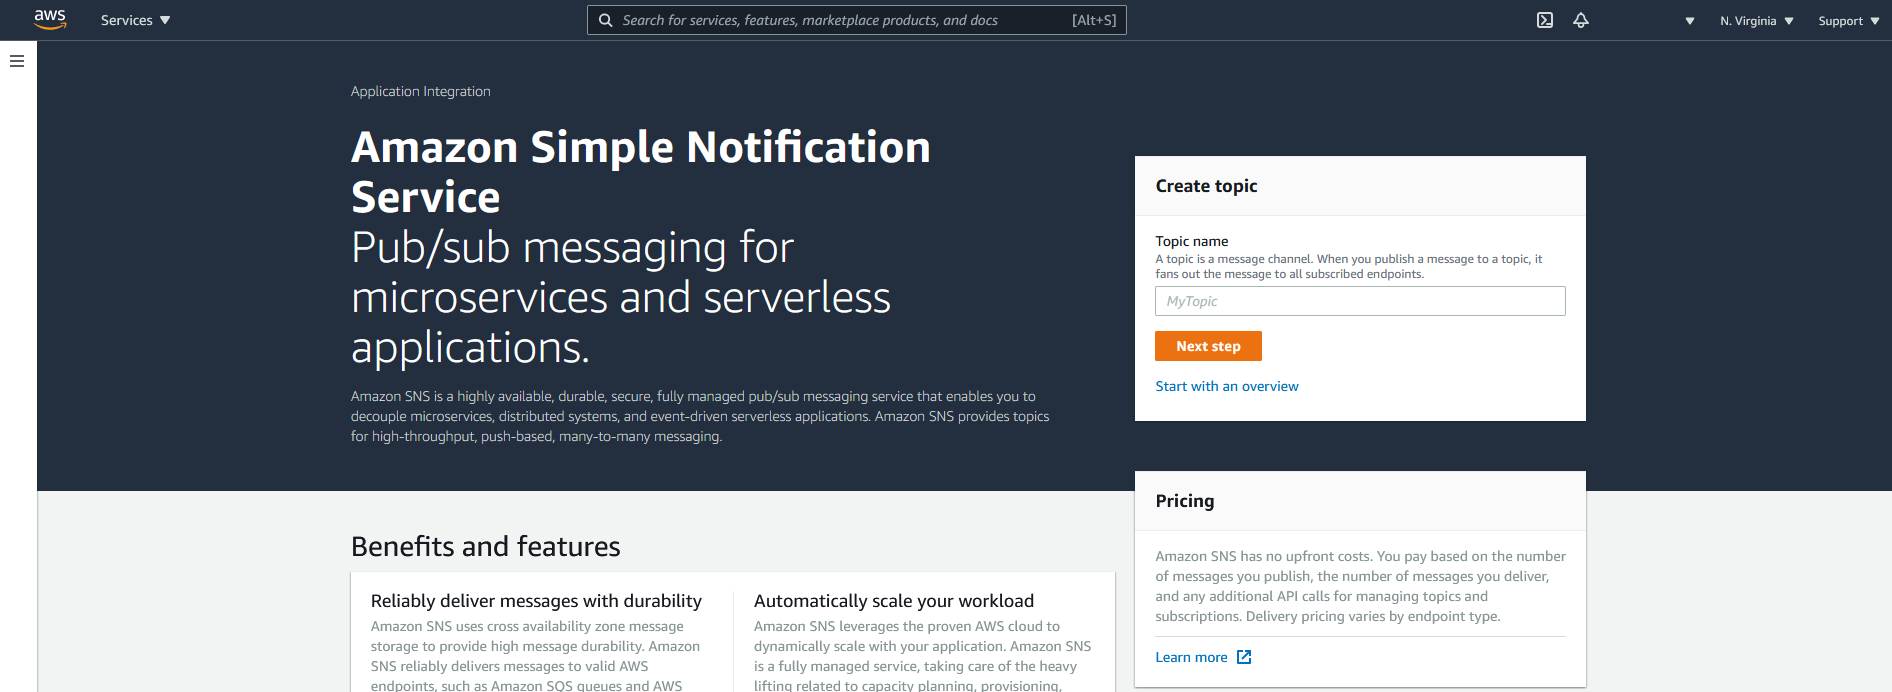 aws
Services
Search for services, features, marketplace products, and docs
[Alt+S]
N. Virginia
Support
Application Integration
Amazon Simple Notification
Service
Pub/sub messaging for
microservices and serverless
applications.
Amazon SNS is a highly available, durable, secure, fully managed pub/sub messaging service that enables you to
decouple microservices, distributed systems, and event-driven serverless applications. Amazon SNS provides topics
for high-throughput, push-based, many-to-many messaging.
Create topic
Topic name
A topic is a message channel. When you publish a message to a topic, it
fans out the message to all subscribed endpoints.
MyTopic
Next step
Start with an overview
Pricing
Amazon SNS has no upfront costs. You pay based on the number
of messages you publish, the number of messages you deliver,
and any additional API calls for managing topics and
subscriptions. Delivery pricing varies by endpoint type.
Learn more
Benefits and features
Reliably deliver messages with durability
Amazon SNS uses cross availability zone message
storage to provide high message durability. Amazon
SNS reliably delivers messages to valid AWS
endpoints, such as Amazon SQS queues and AWS
Automatically scale your workload
Amazon SNS leverages the proven AWS cloud to
dynamically scale with your application. Amazon SNS
is a fully managed service, taking care of the heavy
lifting related to capacity planning, provisioning,